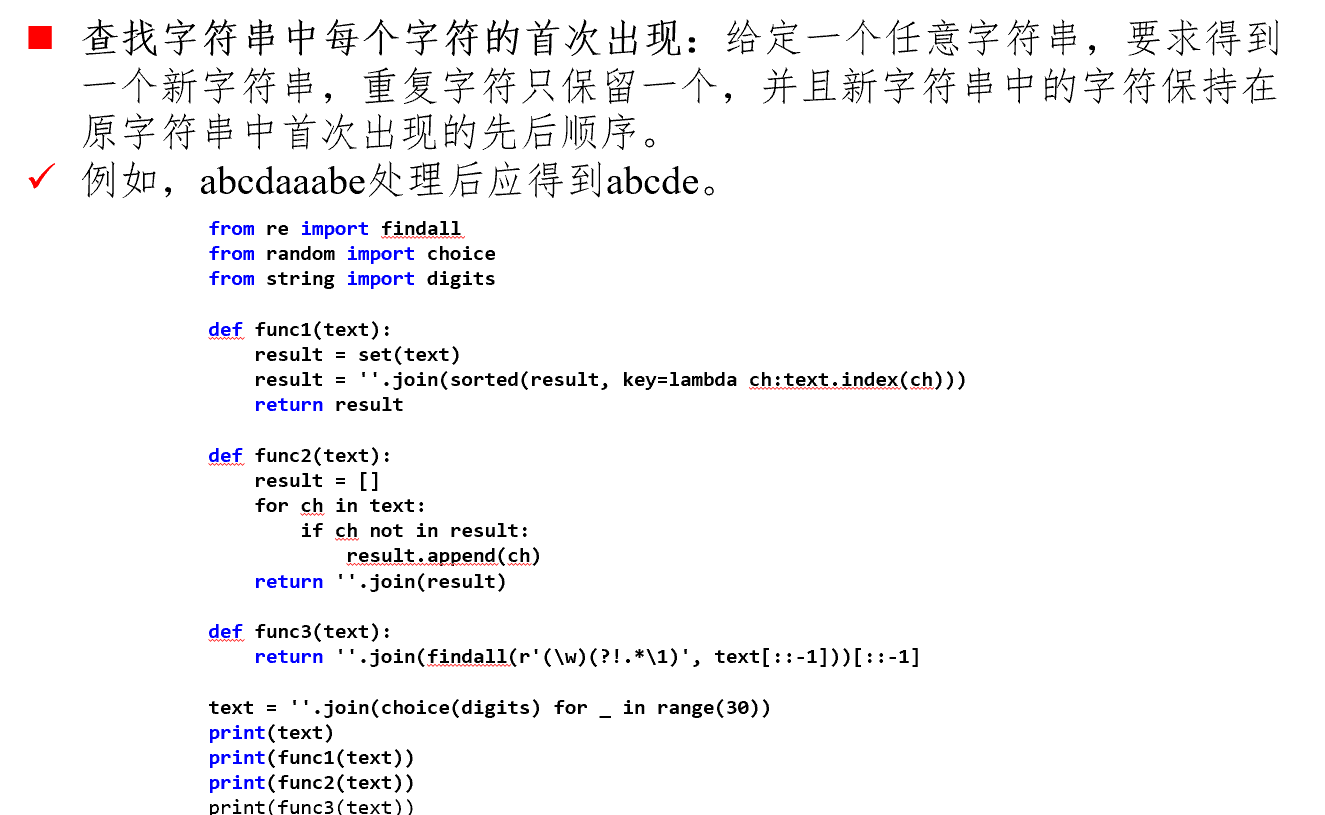 查找字符串中每个字符的首次出现：给定一个任意字符串，要求得到
一个新字符串，重复字符只保留一个，并且新字符串中的字符保持在
原字符串中首次出现的先后顺序。
例如，abcdaaabe处理后应得到abcde。
from re import findall
from random import choice
from string import digits
def func1(text):
    result = set(text)
    result = ''.join(sorted(result, key=lambda ch:text.index(ch)))
    return result
def func2(text):
    result = []
    for ch in text:
        if ch not in result:
            result.append(ch)
    return ''.join(result)
def func3(text):
    return ''.join(findall(r'(\w)(?!.*\1)', text[::-1]))[::-1]
text = ''.join(choice(digits) for _ in range(30))
print(text)
print(func1(text))
print(func2(text))
print(func3(text))